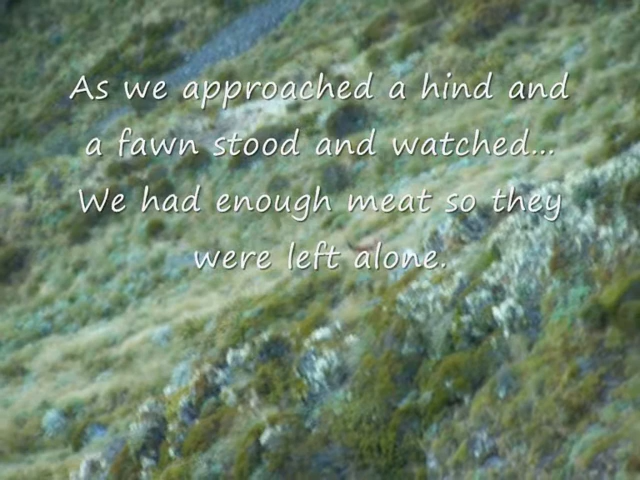 As we approached a hind and
a fawn stood and watched...
We had enough meat so they
were left alone.